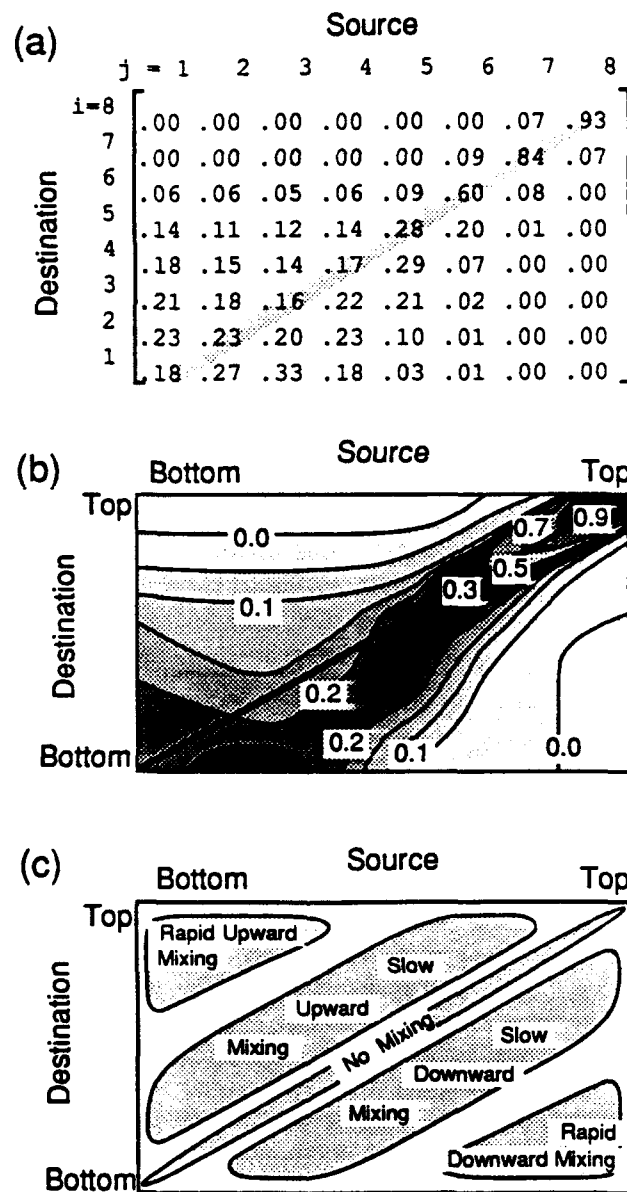 (a)
Source
j = 1 2 3 4 5 6 7 8
Destination
i=8 .00 .00 .00 .00 .00 .00 .07 .93
7 .00 .00 .00 .00 .00 .09 .84 .07
6 .06 .06 .05 .06 .09 .60 .08 .00
5 .14 .11 .12 .14 .28 .20 .01 .00
4 .18 .15 .14 .17 .29 .07 .00 .00
3 .21 .18 .16 .22 .21 .02 .00 .00
2 .23 .23 .20 .23 .10 .01 .00 .00
1 .18 .27 .33 .18 .03 .01 .00 .00
(b)
Source
Bottom Top
Top
Destination
Bottom
0.0
0.7 0.9
0.5
0.3
0.1
0.2
0.2
0.1 0.0
(c)
Source
Bottom Top
Top
Destination
Bottom
Rapid Upward
Mixing
Slow
Upward
Mixing
No Mixing
Slow
Downward
Mixing
Rapid
Downward Mixing